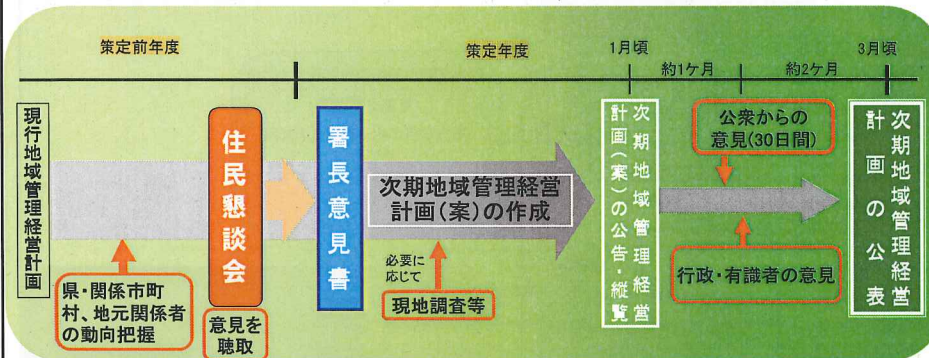 策定前年度
策定年度
1月頃
3月頃
約1ケ月
約2ケ月
現行地域管理経営計画
住民懇談会
署長意見書
次期地域管理経営
計画(案)の作成
次期地域管理経営
計画(案)の公告・縦覧
公衆からの
意見(30日間)
次期地域管理経営
計画の公表
県・関係市町
村、地元関係者
の動向把握
意見を
聴取
必要に
応じて
現地調査等
行政・有識者の意見